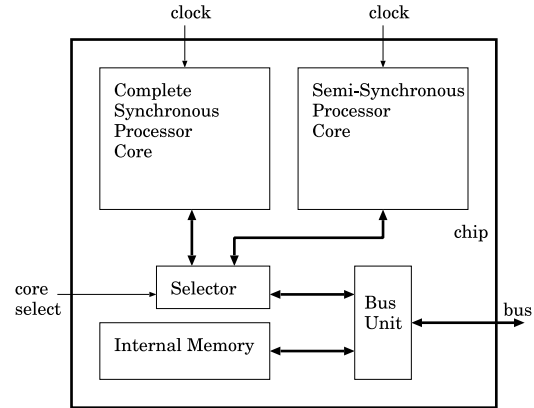 clock
clock
Complete
Synchronous
Processor
Core
Semi-Synchronous
Processor
Core
chip
core
select
Selector
Bus
Unit
bus
Internal Memory